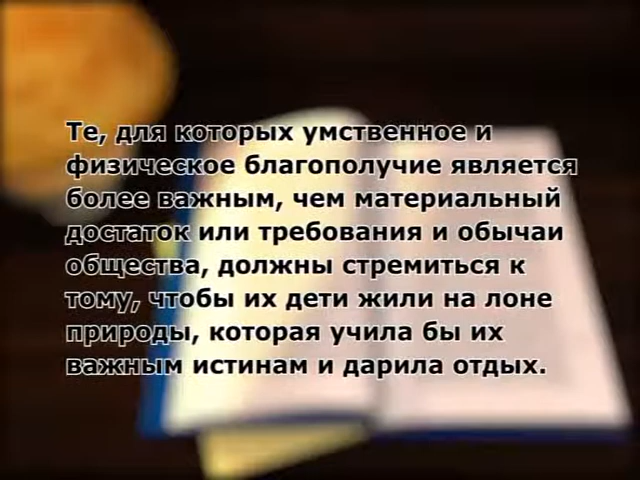 Те, для которых умственное и
физическое благополучие является
более важным, чем материальный
достаток или требования и обычаи
общества, должны стремиться к
тому, чтобы их дети жили на лоне
природы, которая учила бы их
важным истинам и дарила отдых.